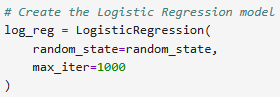 # Create the Logistic Regression model
log_reg = LogisticRegression(
    random_state=random_state,
    max_iter=1000
)